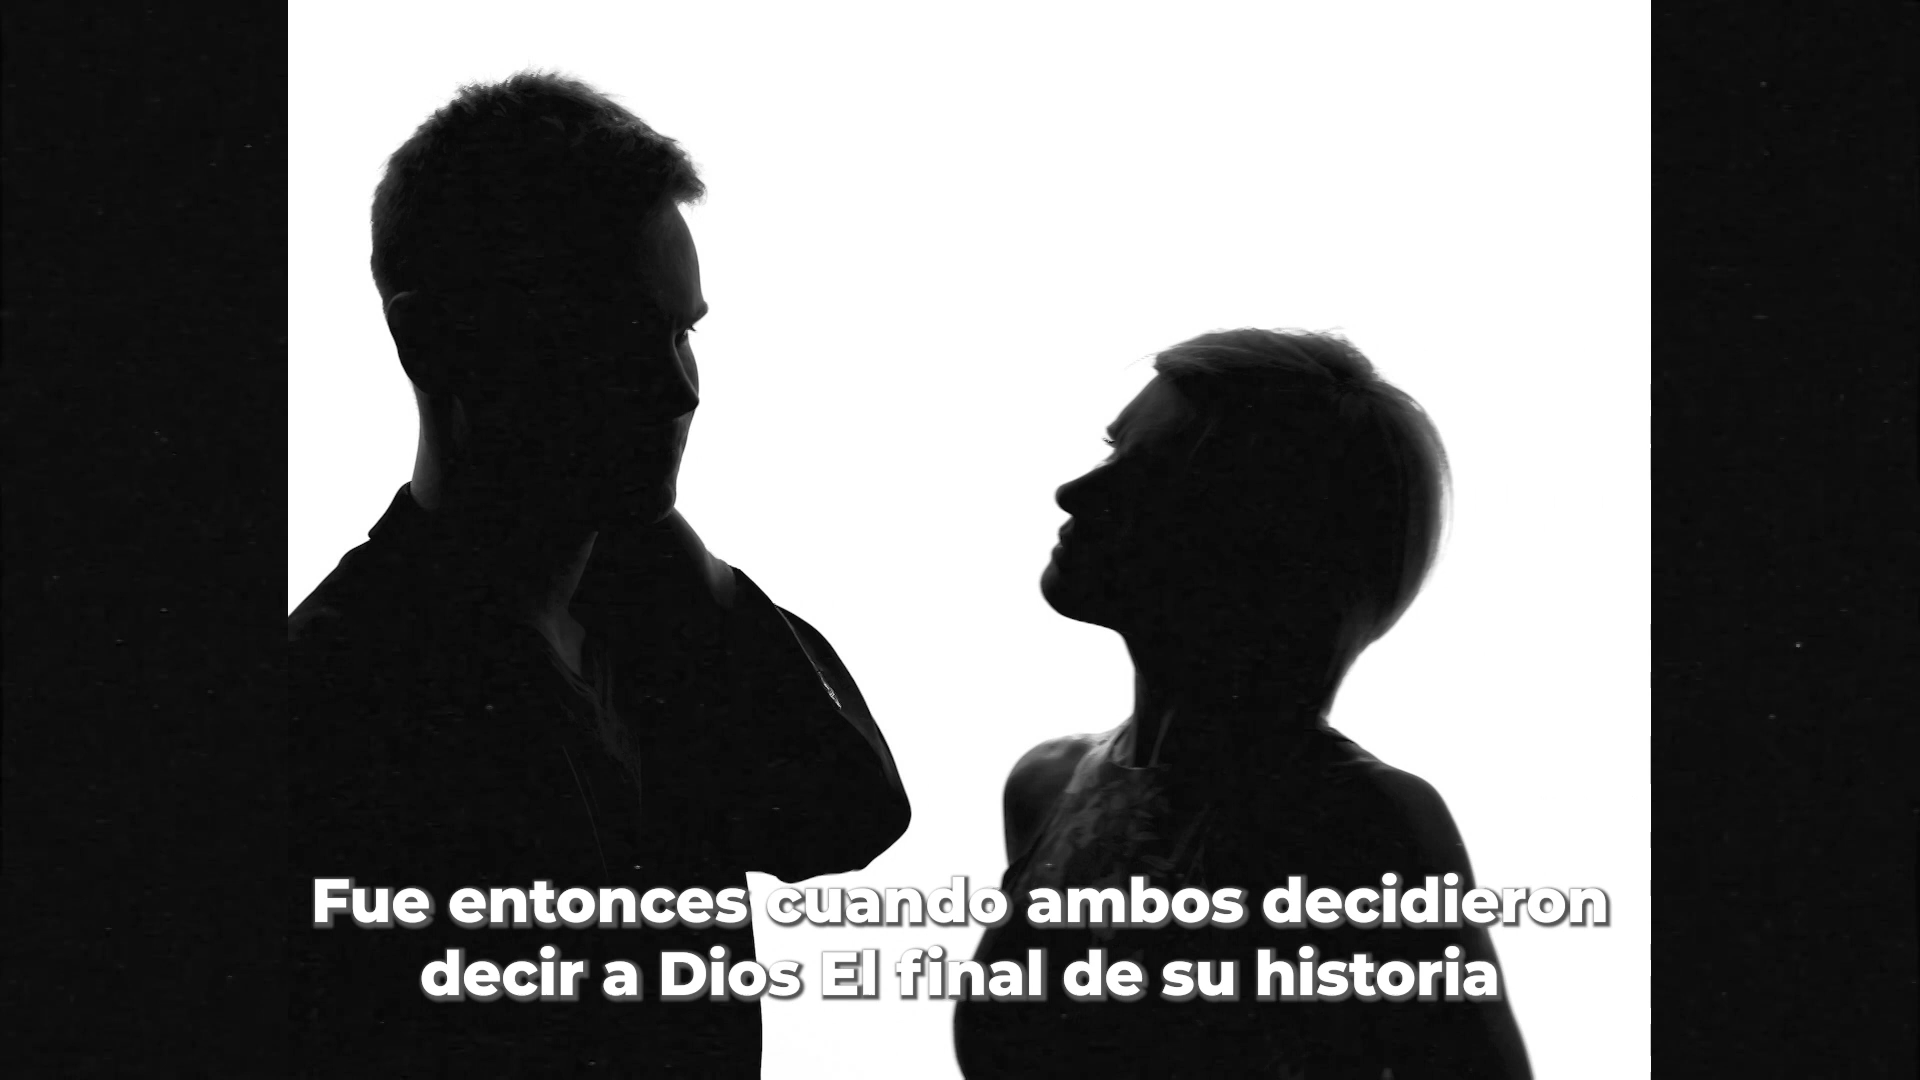 Fue entonces cuando ambos decidieron
decir a Dios El final de su historia